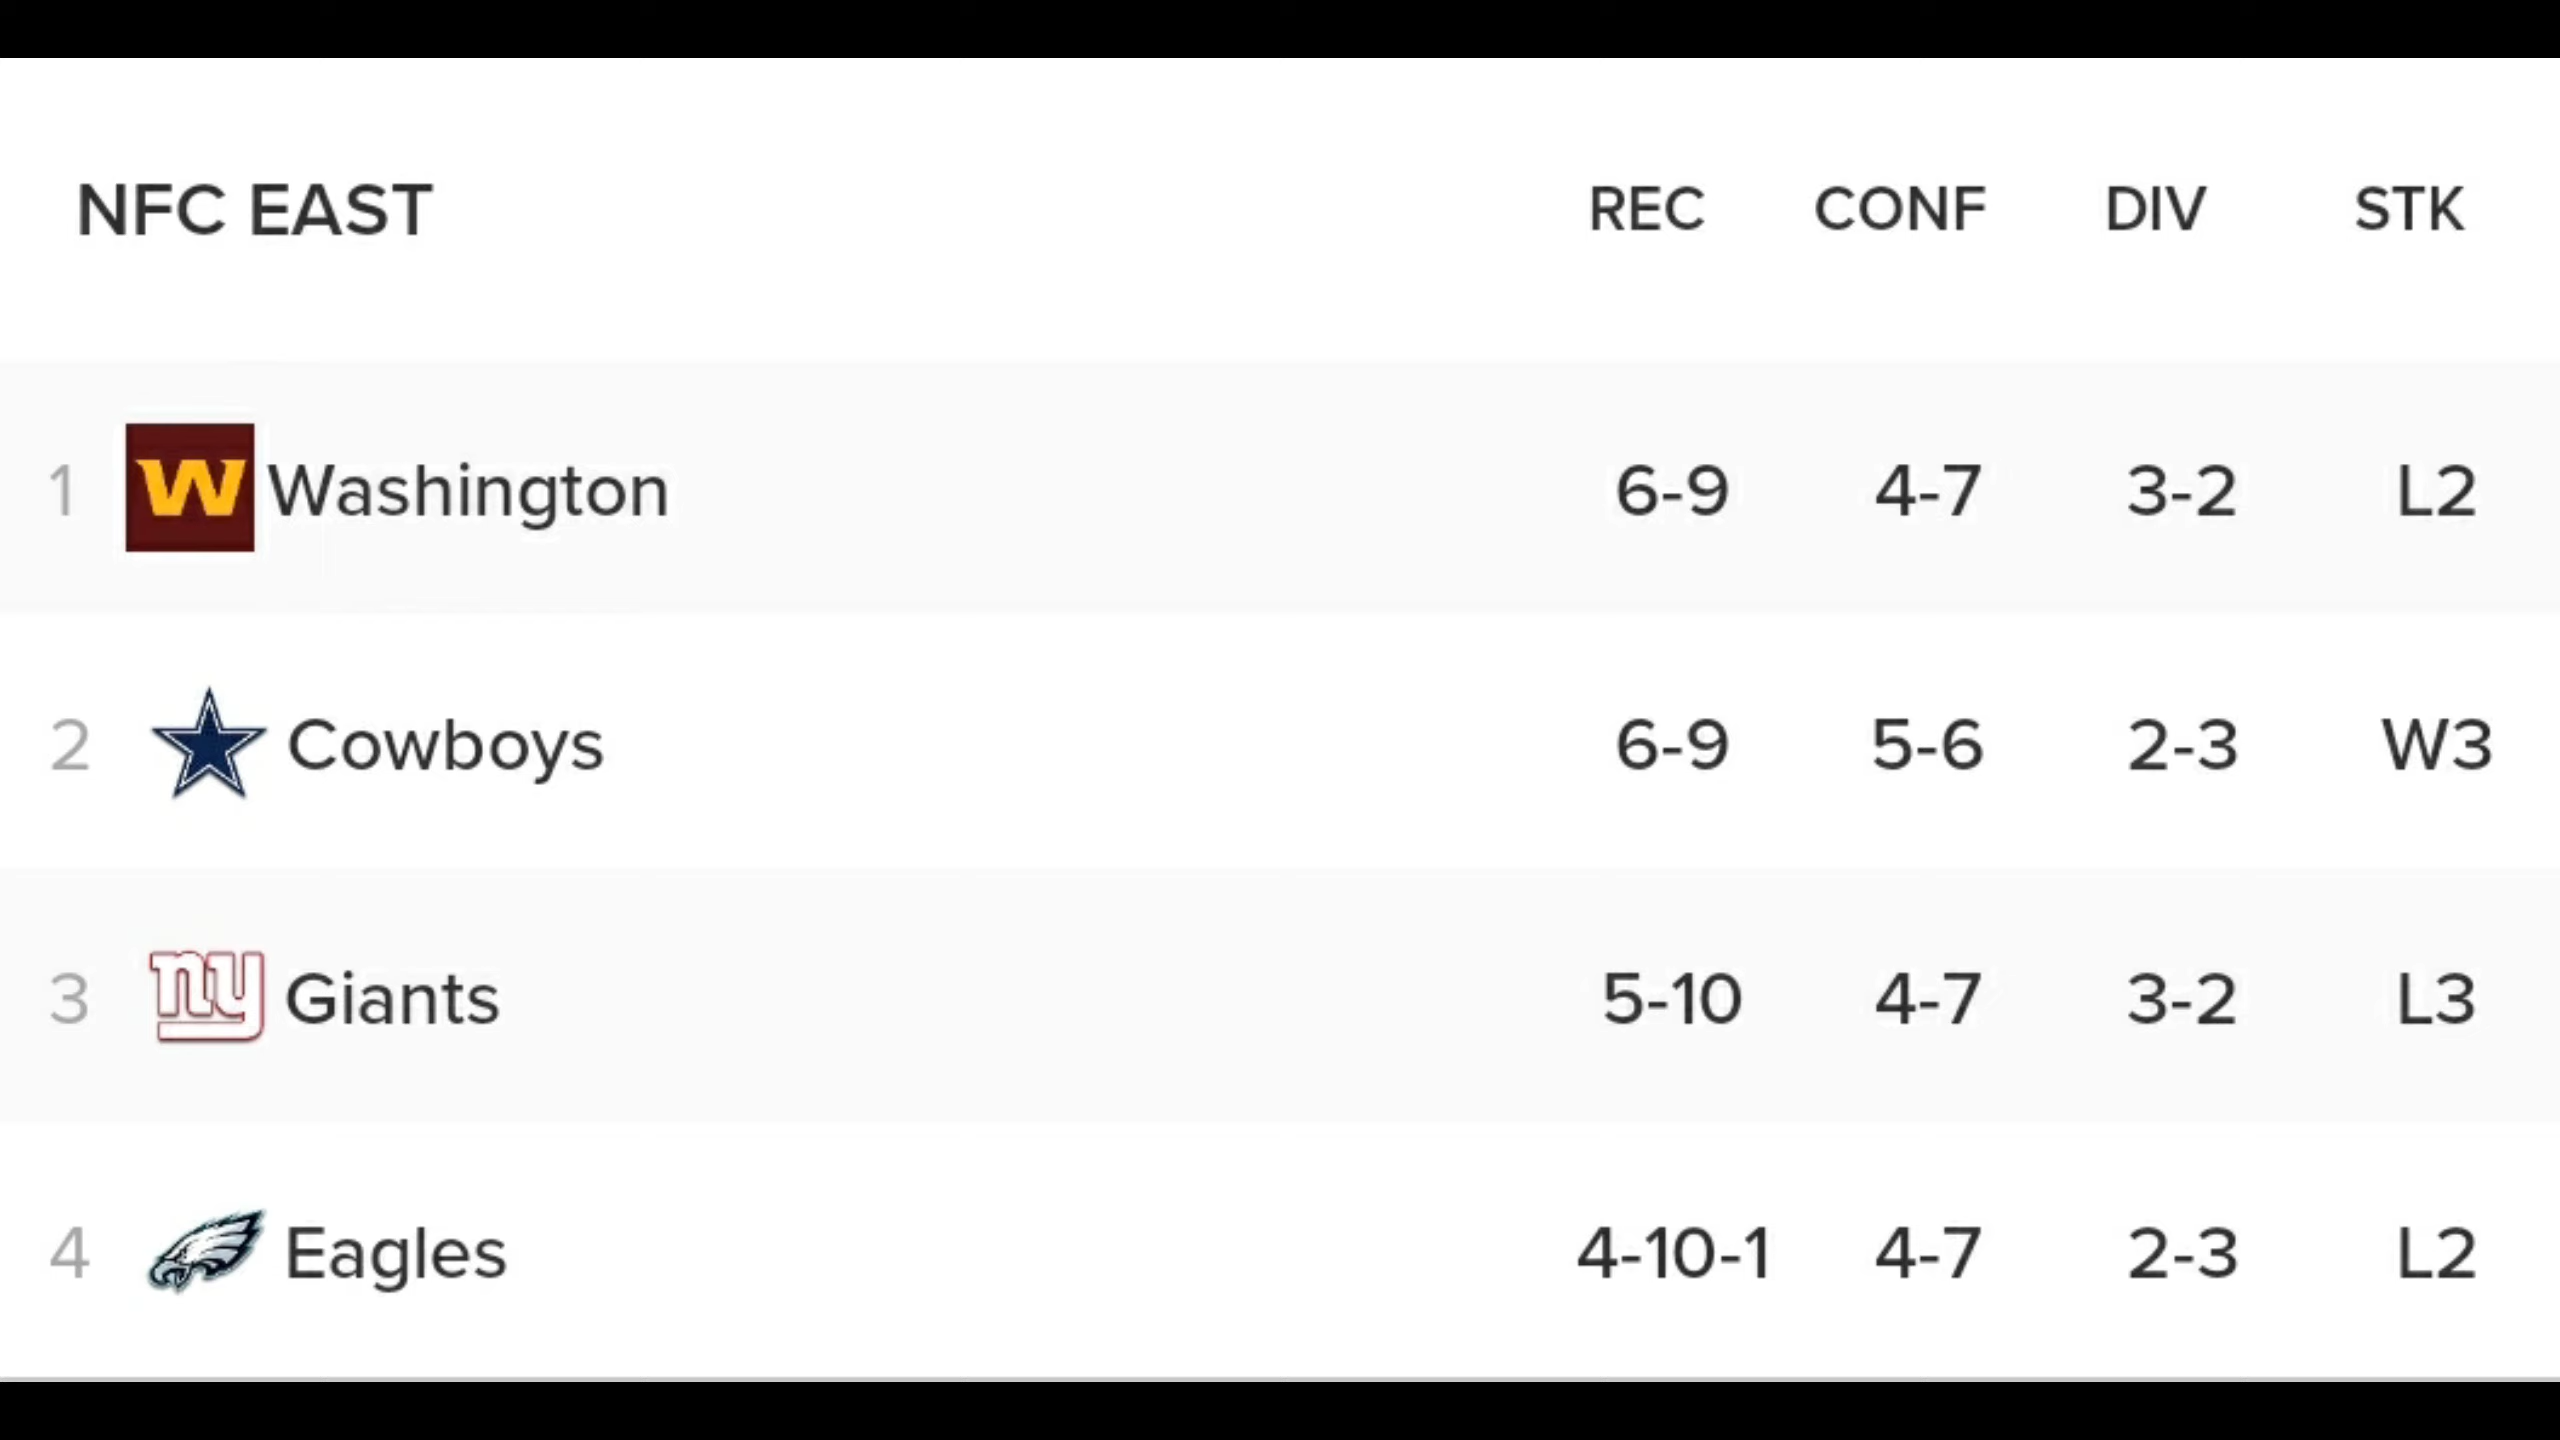 NFC EAST REC CONF DIV STK
1 W Washington 6-9 4-7 3-2 L2
2 Cowboys 6-9 5-6 2-3 W3
3 ny Giants 5-10 4-7 3-2 L3
4 Eagles 4-10-1 4-7 2-3 L2